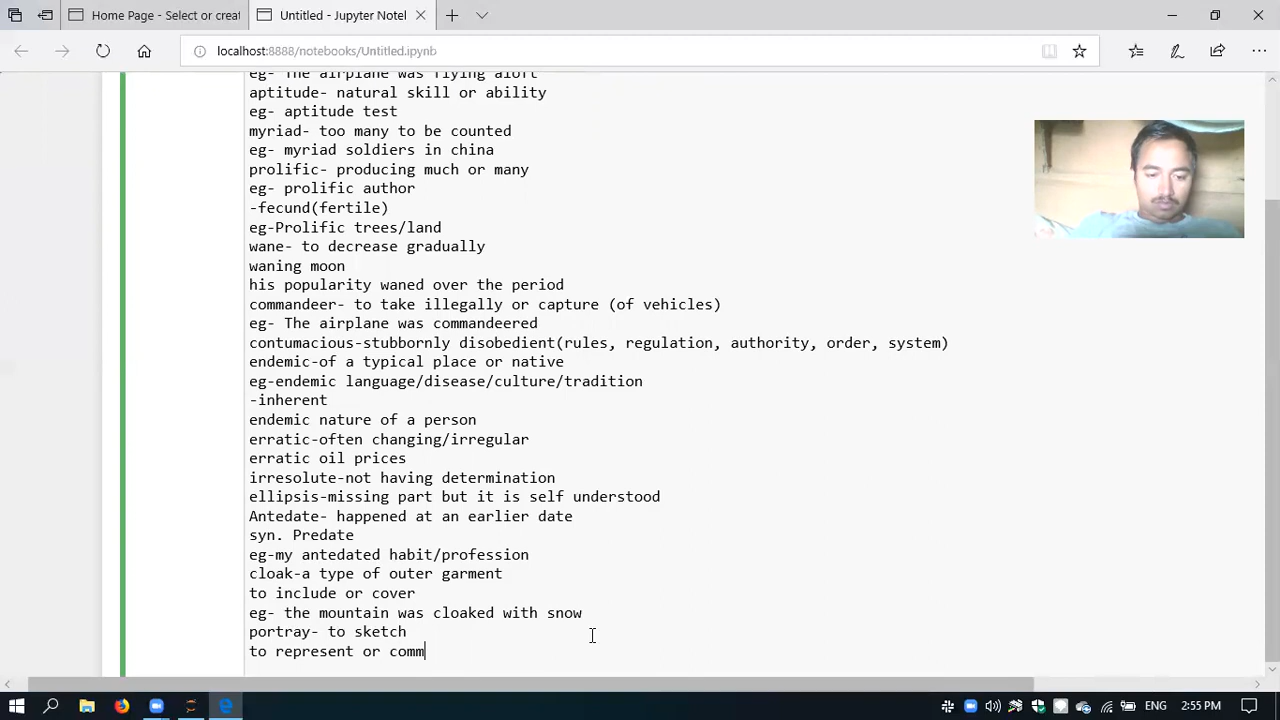 Home Page - Select or creat
Untitled - Jupyter Notel
localhost:8888/notebooks/Untitled.ipynb
eg- The airplane was flying aloft
aptitude- natural skill or ability
eg- aptitude test
myriad- too many to be counted
eg- myriad soldiers in china
prolific- producing much or many
eg- prolific author
-fecund(fertile)
eg-Prolific trees/land
wane- to decrease gradually
waning moon
his popularity waned over the period
commandeer- to take illegally or capture (of vehicles)
eg- The airplane was commandeered
contumacious-stubbornly disobedient(rules, regulation, authority, order, system)
endemic-of a typical place or native
eg-endemic language/disease/culture/tradition
-inherent
endemic nature of a person
erratic-often changing/irregular
erratic oil prices
irresolute-not having determination
ellipsis-missing part but it is self understood
Antedate- happened at an earlier date
syn. Predate
eg-my antedated habit/profession
cloak-a type of outer garment
to include or cover
eg- the mountain was cloaked with snow
portray- to sketch
to represent or comm
ENG
2:55 PM